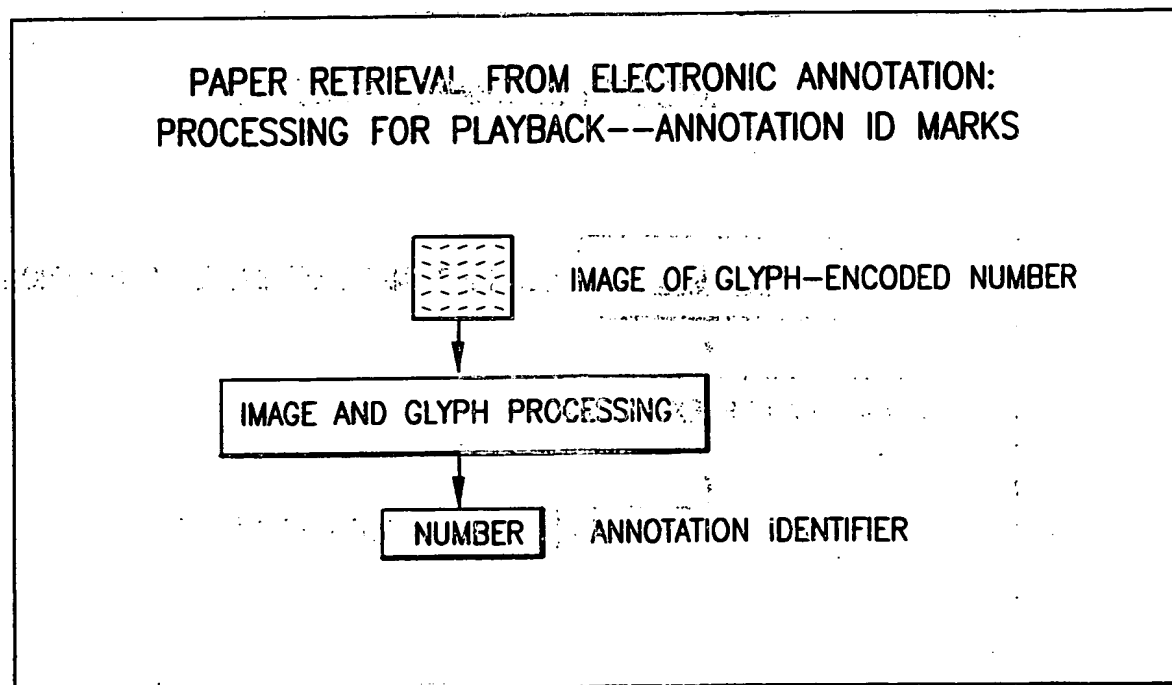 PAPER RETRIEVAL FROM ELECTRONIC ANNOTATION:
PROCESSING FOR PLAYBACK--ANNOTATION ID MARKS
IMAGE OF GLYPH-ENCODED NUMBER
IMAGE AND GLYPH PROCESSING
NUMBER
ANNOTATION iDENTIFIER